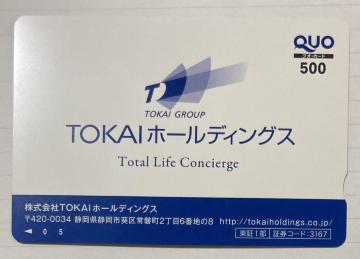 QUO
クオ・カード
500
TOKAI GROUP
TOKAIホールディングス
Total Life Concierge
株式会社TOKAIホールディングス
〒420-0034 静岡県静岡市葵区常磐町2丁目6番地の8 http://tokaiholdings.co.jp/
東証1部 証券コード:3167
◀ 0 5